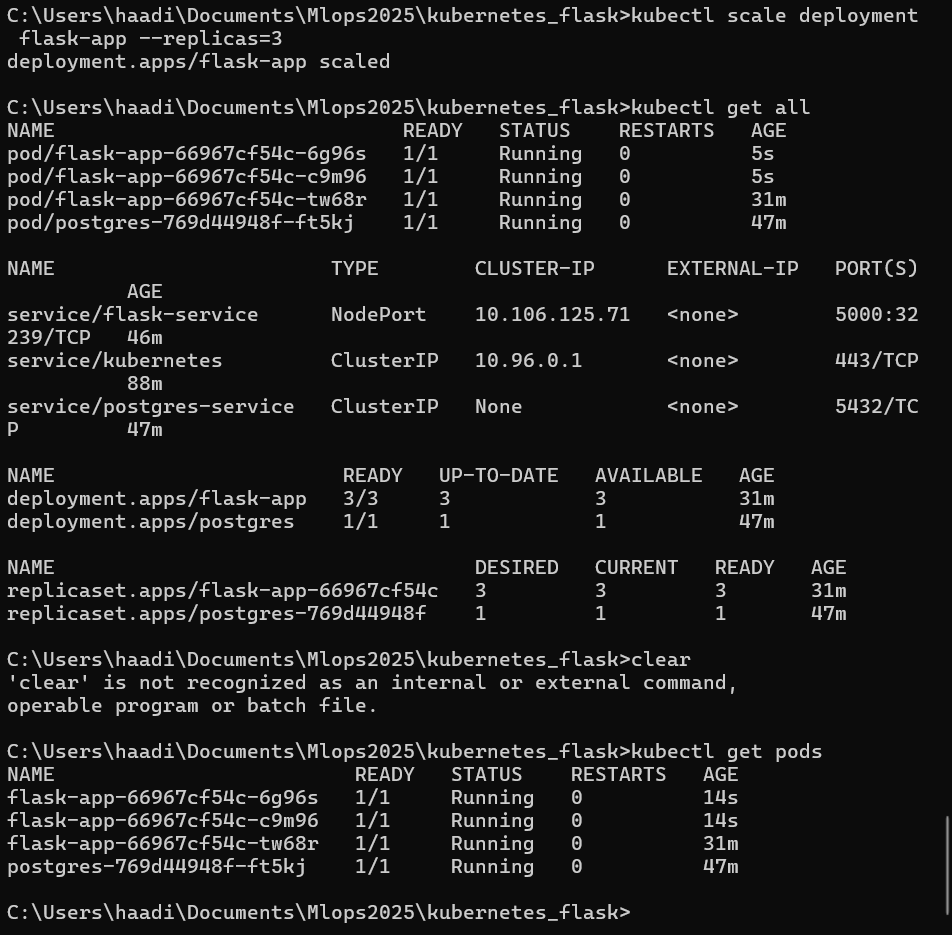 C:\Users\haadi\Documents\Mlops2025\kubernetes_flask>kubectl scale deployment
 flask-app --replicas=3
deployment.apps/flask-app scaled

C:\Users\haadi\Documents\Mlops2025\kubernetes_flask>kubectl get all
NAME                             READY   STATUS    RESTARTS   AGE
pod/flask-app-66967cf54c-6g96s   1/1     Running   0          5s
pod/flask-app-66967cf54c-c9m96   1/1     Running   0          5s
pod/flask-app-66967cf54c-tw68r   1/1     Running   0          31m
pod/postgres-769d44948f-ft5kj    1/1     Running   0          47m

NAME                       TYPE        CLUSTER-IP      EXTERNAL-IP   PORT(S)
          AGE
service/flask-service      NodePort    10.106.125.71   <none>        5000:32
239/TCP   46m
service/kubernetes         ClusterIP   10.96.0.1       <none>        443/TCP
          88m
service/postgres-service   ClusterIP   None            <none>        5432/TC
P         47m

NAME                        READY   UP-TO-DATE   AVAILABLE   AGE
deployment.apps/flask-app   3/3     3            3           31m
deployment.apps/postgres    1/1     1            1           47m

NAME                                   DESIRED   CURRENT   READY   AGE
replicaset.apps/flask-app-66967cf54c   3         3         3       31m
replicaset.apps/postgres-769d44948f    1         1         1       47m

C:\Users\haadi\Documents\Mlops2025\kubernetes_flask>clear
'clear' is not recognized as an internal or external command,
operable program or batch file.

C:\Users\haadi\Documents\Mlops2025\kubernetes_flask>kubectl get pods
NAME                         READY   STATUS    RESTARTS   AGE
flask-app-66967cf54c-6g96s   1/1     Running   0          14s
flask-app-66967cf54c-c9m96   1/1     Running   0          14s
flask-app-66967cf54c-tw68r   1/1     Running   0          31m
postgres-769d44948f-ft5kj    1/1     Running   0          47m

C:\Users\haadi\Documents\Mlops2025\kubernetes_flask>